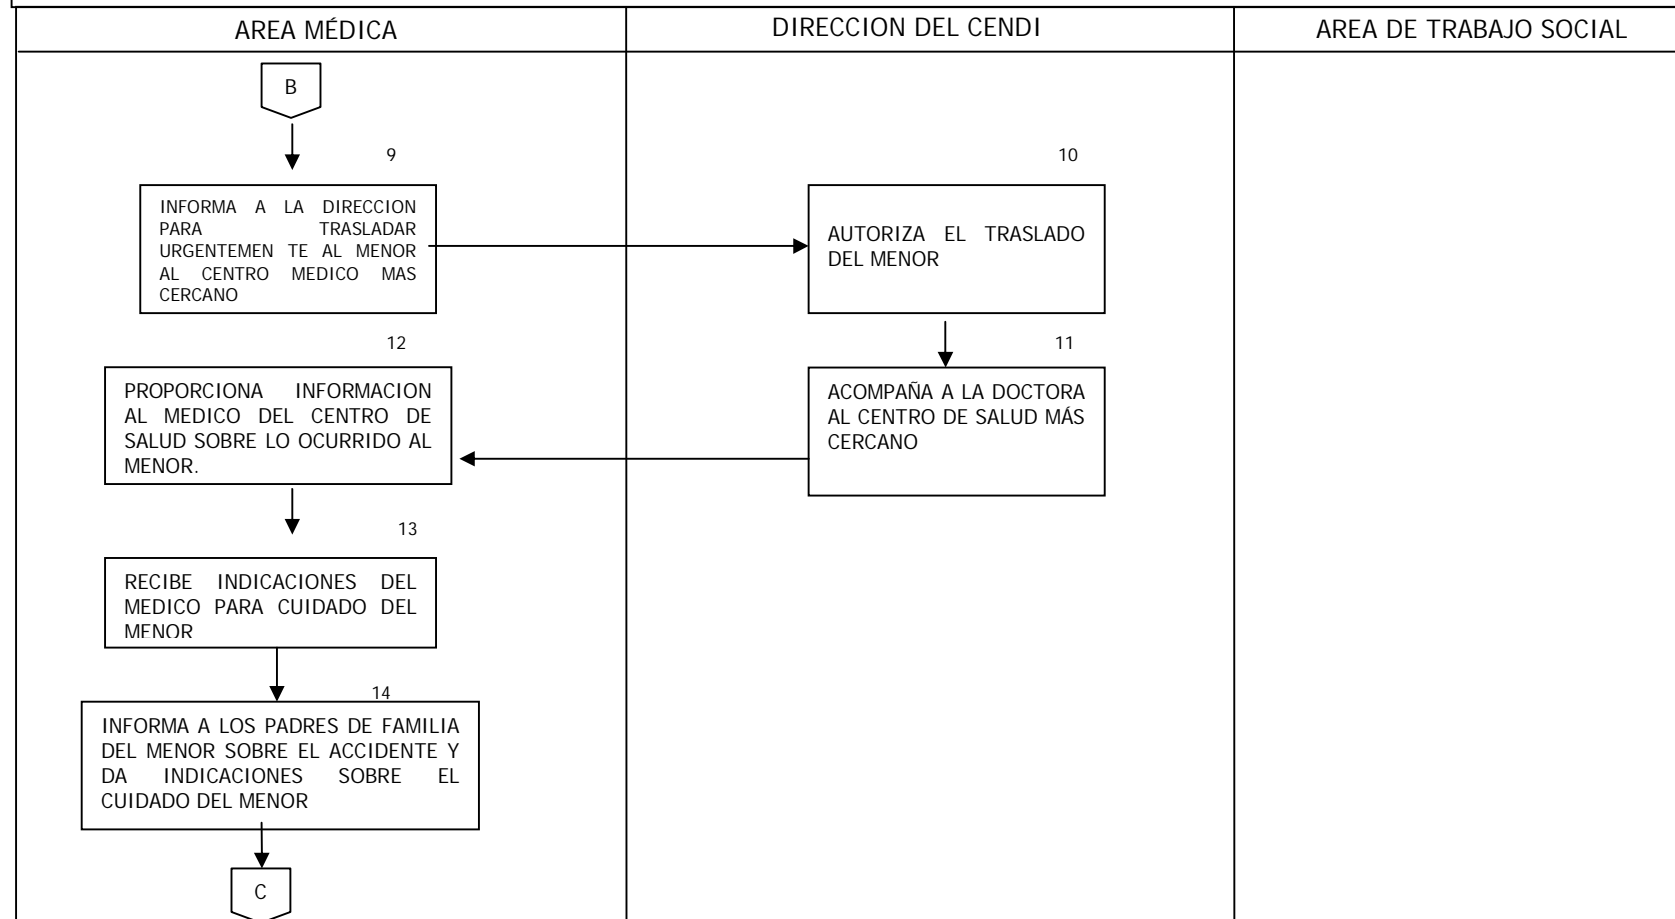 AREA MÉDICA
DIRECCION DEL CENDI
AREA DE TRABAJO SOCIAL
B
9
INFORMA A LA DIRECCION
PARA TRASLADAR
URGENTEMEN TE AL MENOR
AL CENTRO MEDICO MAS
CERCANO
10
AUTORIZA EL TRASLADO
DEL MENOR
11
ACOMPAÑA A LA DOCTORA
AL CENTRO DE SALUD MÁS
CERCANO
12
PROPORCIONA INFORMACION
AL MEDICO DEL CENTRO DE
SALUD SOBRE LO OCURRIDO AL
MENOR.
13
RECIBE INDICACIONES DEL
MEDICO PARA CUIDADO DEL
MENOR
14
INFORMA A LOS PADRES DE FAMILIA
DEL MENOR SOBRE EL ACCIDENTE Y
DA INDICACIONES SOBRE EL
CUIDADO DEL MENOR
C